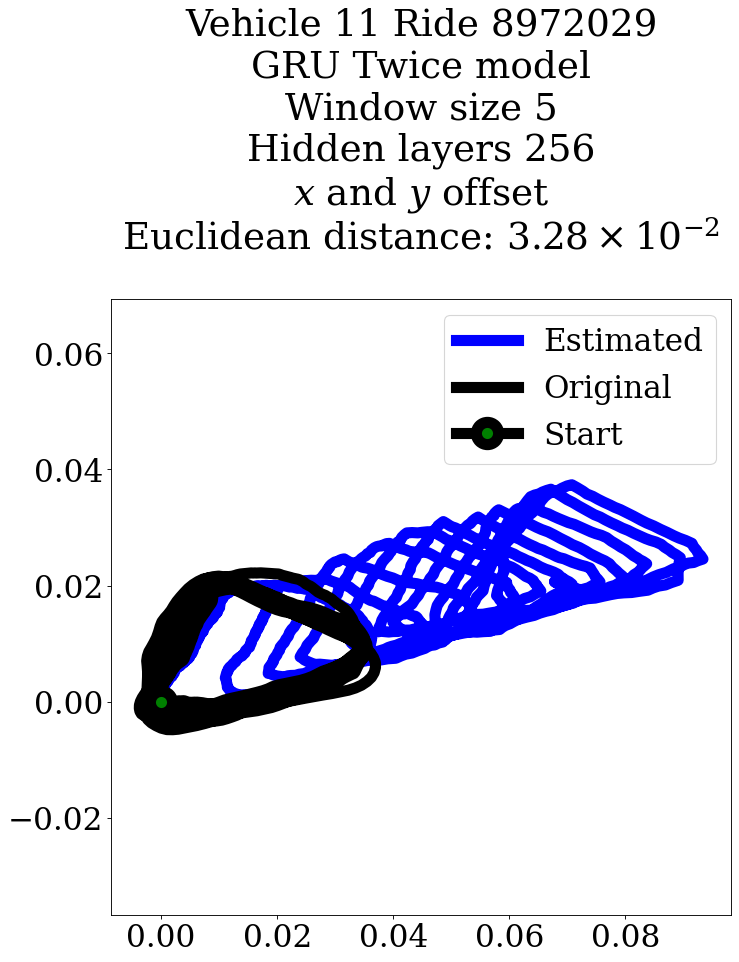 Vehicle 11 Ride 8972029
GRU Twice model
Window size 5
Hidden layers 256
x and y offset
Euclidean distance: 3.28 × 10⁻²
Estimated
Original
Start
0.06
0.04
0.02
0.00
−0.02
0.00 0.02 0.04 0.06 0.08